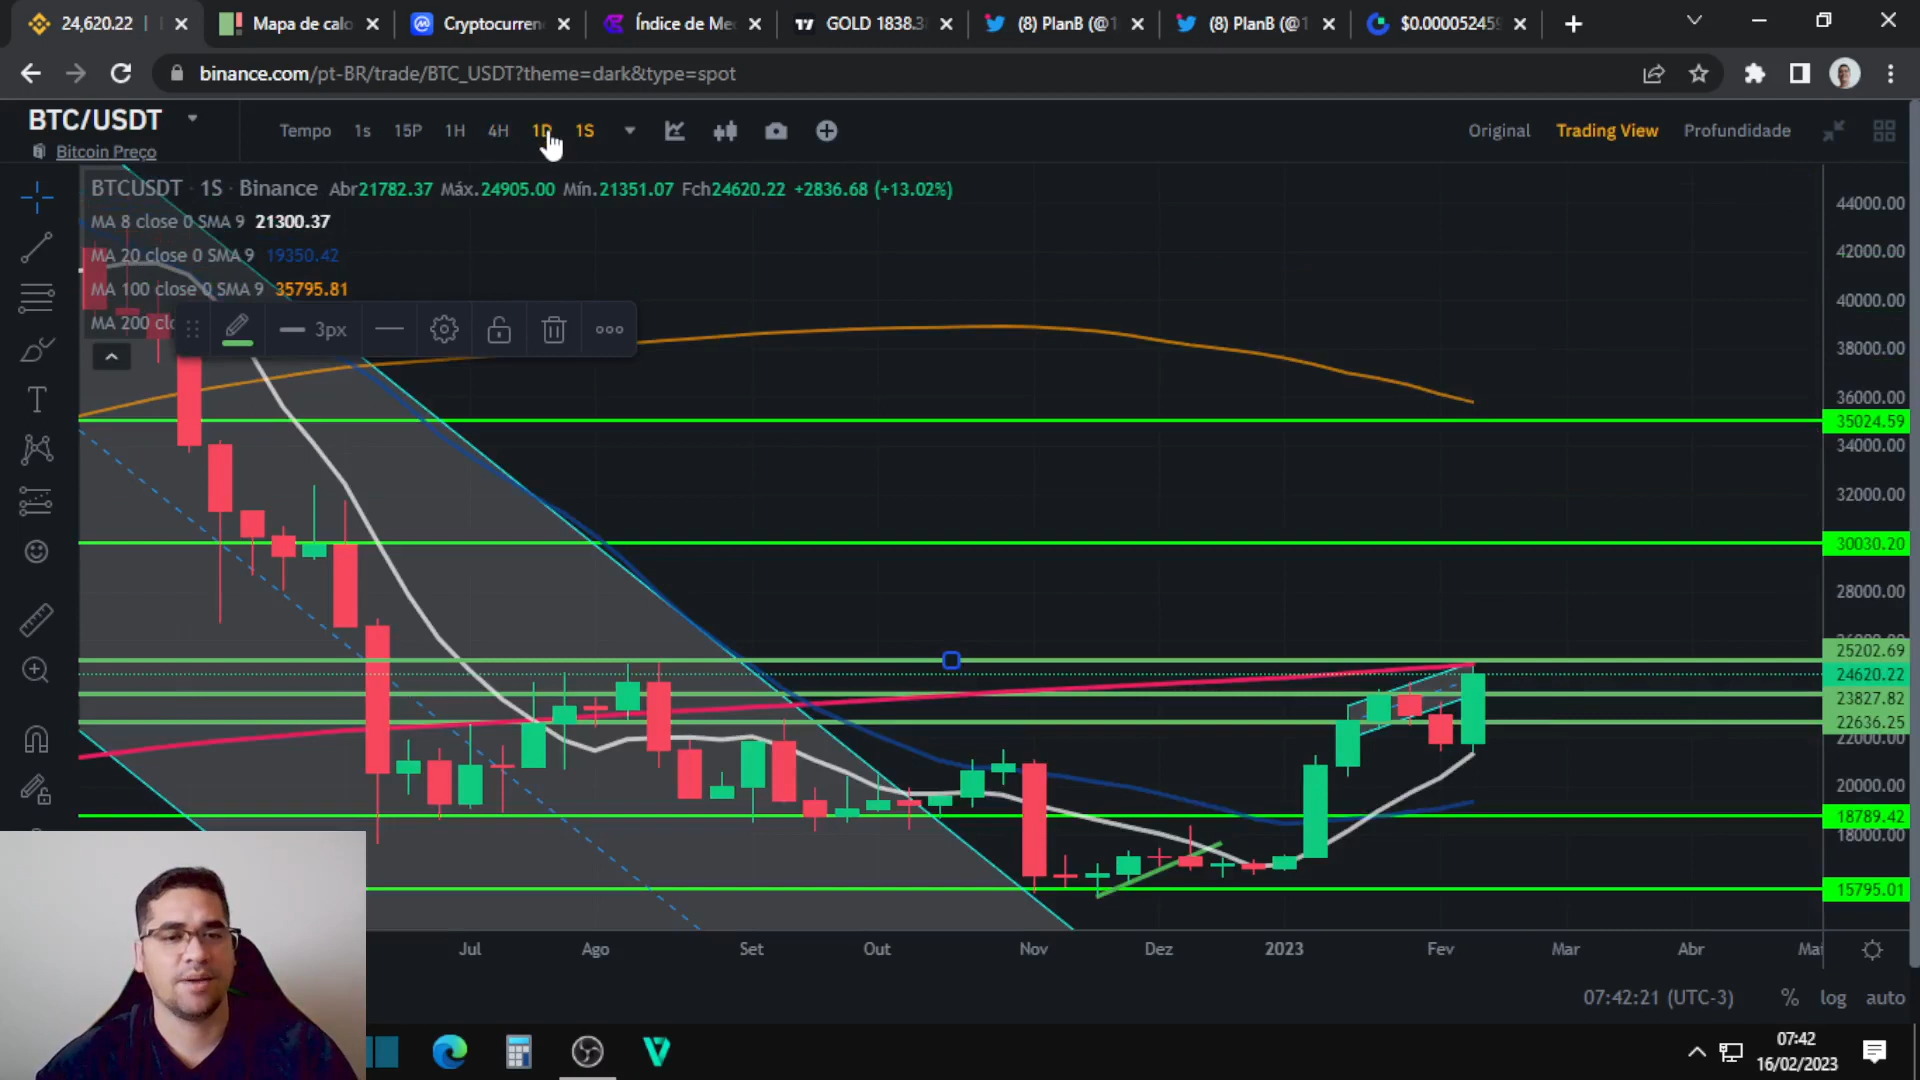 24,620.22
Mapa de calo
Cryptocurren
Índice de Me
GOLD 1838.3
(8) PlanB (@1
(8) PlanB (@1
$0.000052459
binance.com/pt-BR/trade/BTC_USDT?theme=dark&type=spot
BTC/USDT
Bitcoin Preço
Tempo 1s 15P 1H 4H 1D 1S
Original Trading View Profundidade
BTCUSDT · 1S · Binance Abr21782.37 Máx.24905.00 Mín.21351.07 Fch24620.22 +2836.68 (+13.02%)
MA 8 close 0 SMA 9 21300.37
MA 20 close 0 SMA 9 19350.42
MA 100 close 0 SMA 9 35795.81
MA 200 clo
3px
44000.00
42000.00
40000.00
38000.00
36000.00
35024.59
34000.00
32000.00
30030.20
28000.00
26000.00
25202.69
24620.22
23827.82
22636.25
22000.00
20000.00
18789.42
18000.00
15795.01
Jul Ago Set Out Nov Dez 2023 Fev Mar Abr Mai
07:42:21 (UTC-3) % log auto
07:42
16/02/2023